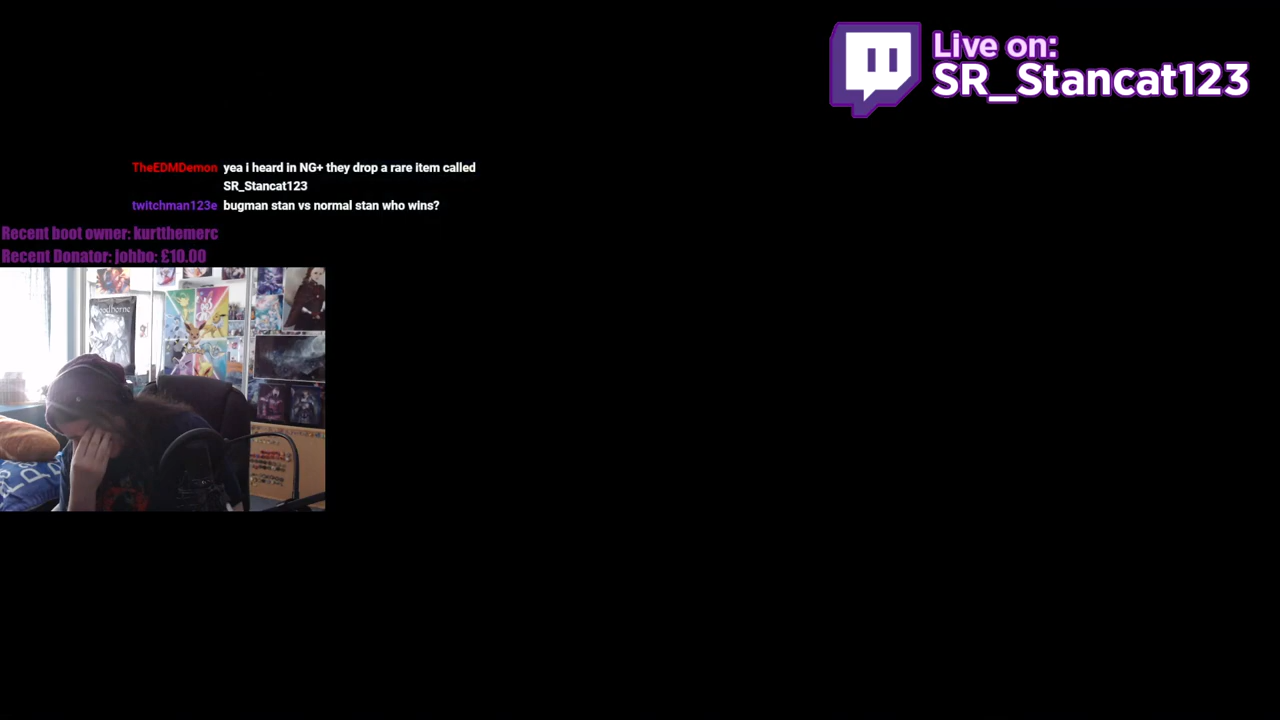 Live on:
SR_Stancat123
TheEDMDemon yea i heard in NG+ they drop a rare item called
SR_Stancat123
twitchman123e bugman stan vs normal stan who wins?
Recent boot owner: kurtthemerc
Recent Donator: johbo: £10.00